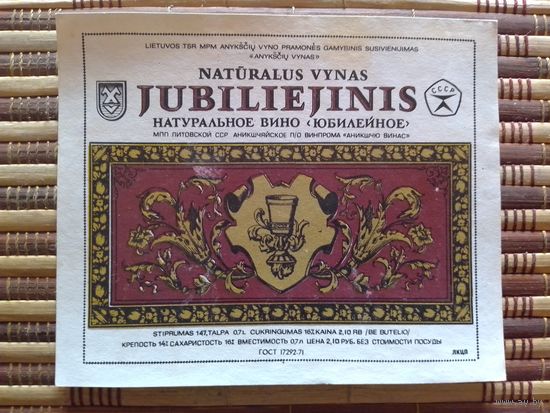 LIETUVOS TSR MPM ANYKŠČIŲ VYNO PRAMONĖS GAMYBINIS SUSIVIENIJIMAS
«ANYKŠČIŲ VYNAS»
NATŪRALUS VYNAS
JUBILIEJINIS
СССР
НАТУРАЛЬНОЕ ВИНО ‹ЮБИЛЕЙНОЕ›
МПП ЛИТОВСКОЙ ССР АНИКЩЯЙСКОЕ П/О ВИНПРОМА «АНИКЩЮ ВИНАС»
STIPRUMAS 14%, TALPA 0,7 L CUKRINGUMAS 16% KAINA 2,10 RB /BE BUTELIO/
КРЕПОСТЬ 14% САХАРИСТОСТЬ 16% ВМЕСТИМОСТЬ 0,7 л ЦЕНА 2,10 РУБ. БЕЗ СТОИМОСТИ ПОСУДЫ
ГОСТ 17292-71